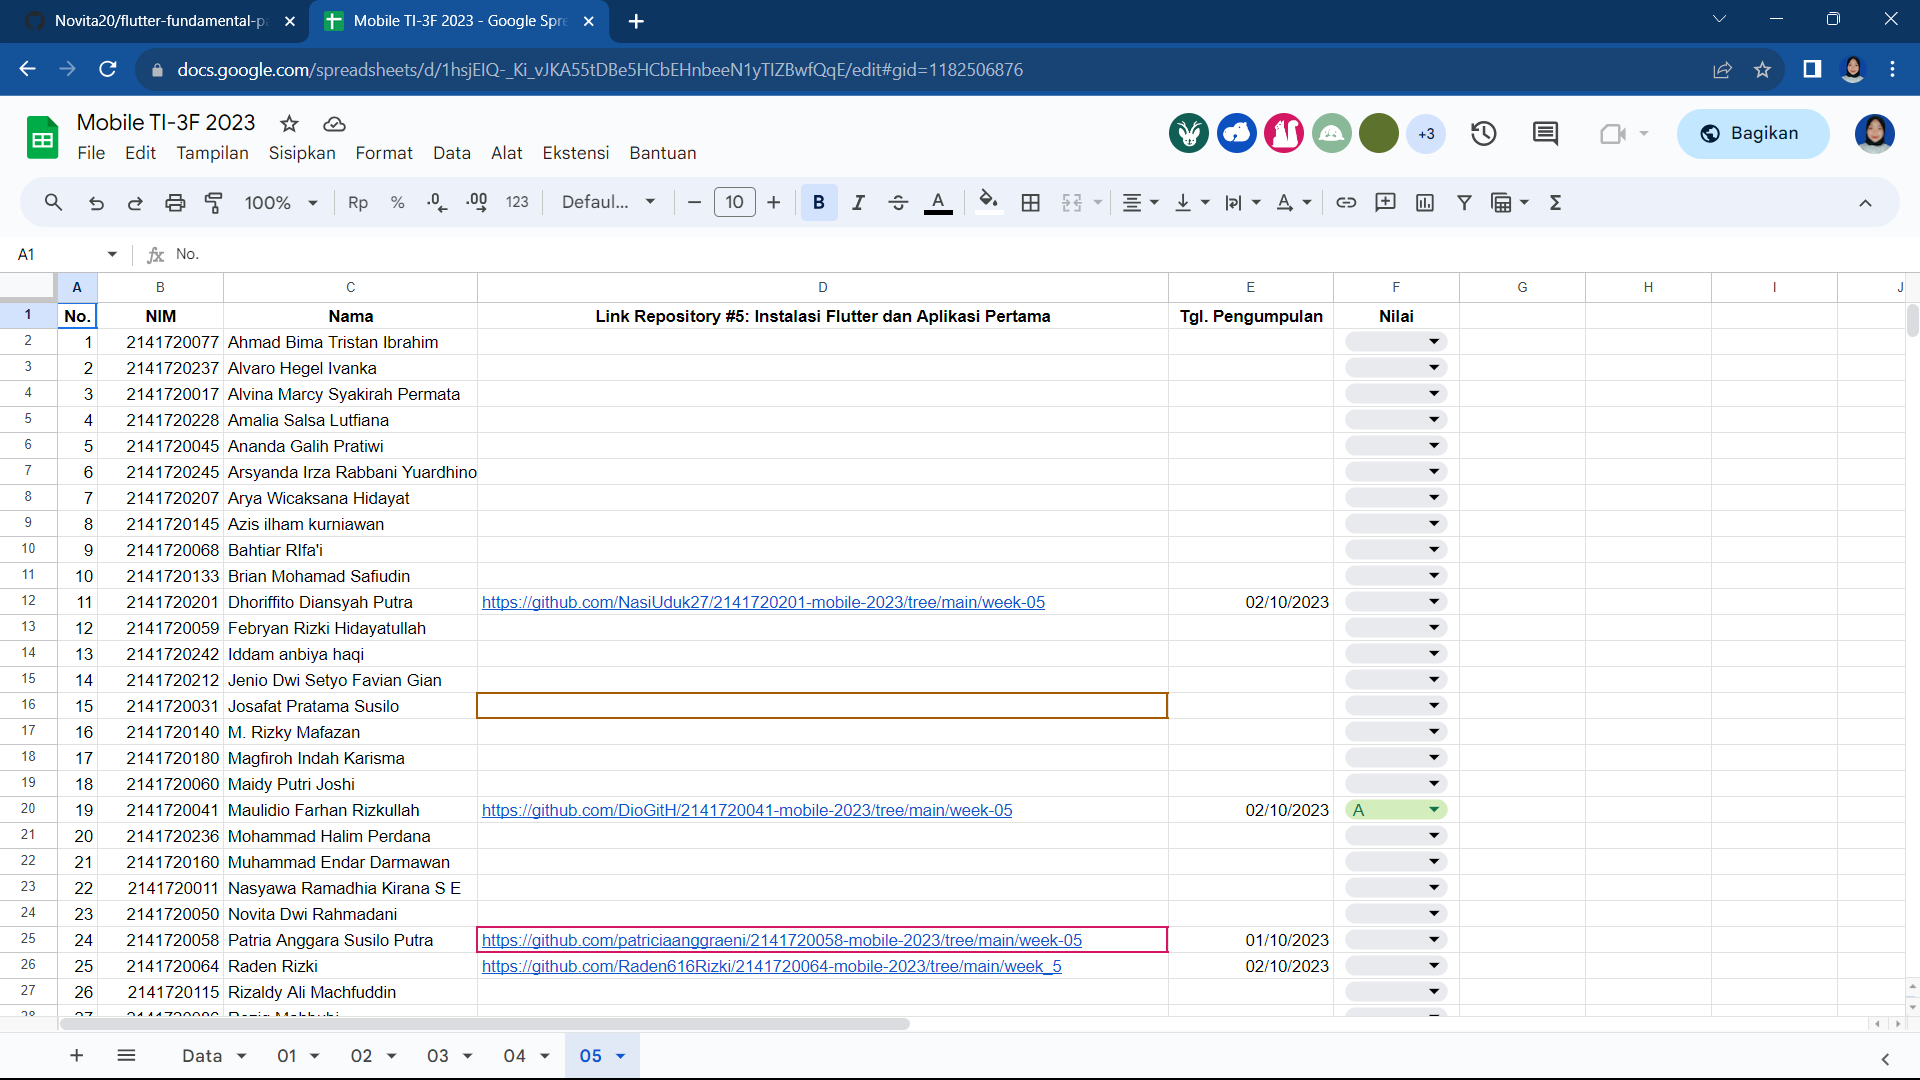 Novita20/flutter-fundamental-p
Mobile TI-3F 2023 - Google Spre
docs.google.com/spreadsheets/d/1hsjEIQ-_Ki_vJKA55tDBe5HCbEHnbeeN1yTIZBwfQqE/edit#gid=1182506876
Mobile TI-3F 2023
+3
Bagikan
File Edit Tampilan Sisipkan Format Data Alat Ekstensi Bantuan
100% Rp % .0 .00 123 Defaul... 10 B I A
A1 fx No.
A B C D E F G H I J
1 No. NIM Nama Link Repository #5: Instalasi Flutter dan Aplikasi Pertama Tgl. Pengumpulan Nilai
2 1 2141720077 Ahmad Bima Tristan Ibrahim
3 2 2141720237 Alvaro Hegel Ivanka
4 3 2141720017 Alvina Marcy Syakirah Permata
5 4 2141720228 Amalia Salsa Lutfiana
6 5 2141720045 Ananda Galih Pratiwi
7 6 2141720245 Arsyanda Irza Rabbani Yuardhino
8 7 2141720207 Arya Wicaksana Hidayat
9 8 2141720145 Azis ilham kurniawan
10 9 2141720068 Bahtiar RIfa'i
11 10 2141720133 Brian Mohamad Safiudin
12 11 2141720201 Dhoriffito Diansyah Putra https://github.com/NasiUduk27/2141720201-mobile-2023/tree/main/week-05 02/10/2023
13 12 2141720059 Febryan Rizki Hidayatullah
14 13 2141720242 Iddam anbiya haqi
15 14 2141720212 Jenio Dwi Setyo Favian Gian
16 15 2141720031 Josafat Pratama Susilo
17 16 2141720140 M. Rizky Mafazan
18 17 2141720180 Magfiroh Indah Karisma
19 18 2141720060 Maidy Putri Joshi
20 19 2141720041 Maulidio Farhan Rizkullah https://github.com/DioGitH/2141720041-mobile-2023/tree/main/week-05 02/10/2023 A
21 20 2141720236 Mohammad Halim Perdana
22 21 2141720160 Muhammad Endar Darmawan
23 22 2141720011 Nasyawa Ramadhia Kirana S E
24 23 2141720050 Novita Dwi Rahmadani
25 24 2141720058 Patria Anggara Susilo Putra https://github.com/patriciaanggraeni/2141720058-mobile-2023/tree/main/week-05 01/10/2023
26 25 2141720064 Raden Rizki https://github.com/Raden616Rizki/2141720064-mobile-2023/tree/main/week_5 02/10/2023
27 26 2141720115 Rizaldy Ali Machfuddin
28 27
Data 01 02 03 04 05